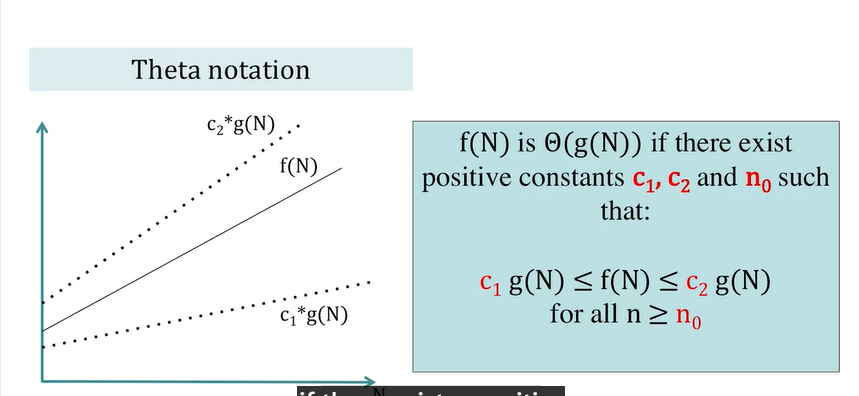 Theta notation
c₂*g(N)
f(N)
c₁*g(N)
f(N) is Θ(g(N)) if there exist
positive constants c₁, c₂ and n₀ such
that:
c₁ g(N) ≤ f(N) ≤ c₂ g(N)
for all n ≥ n₀